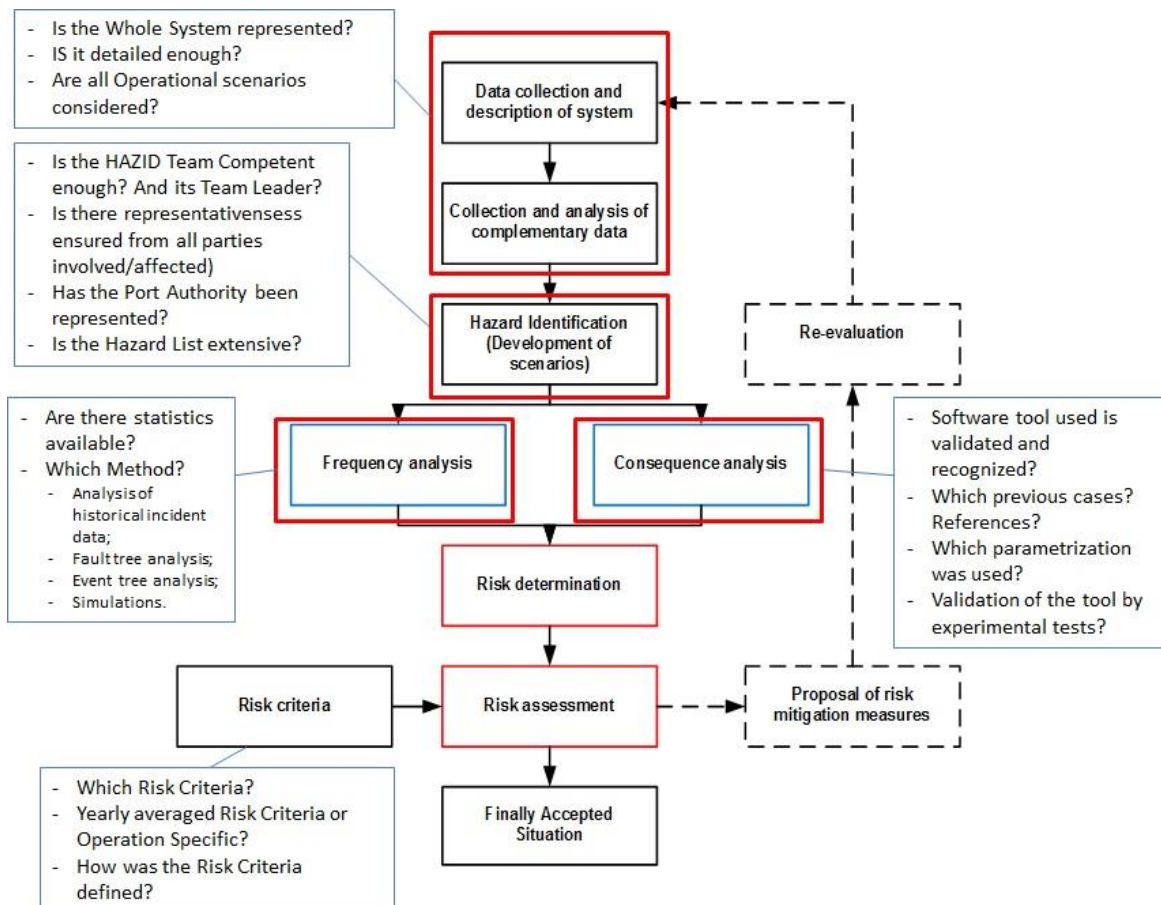 - Is the Whole System represented?
- IS it detailed enough?
- Are all Operational scenarios
considered?
Data collection and
description of system
- Is the HAZID Team Competent
enough? And its Team Leader?
- Is there representativensess
ensured from all parties
involved/affected)
- Has the Port Authority been
represented?
- Is the Hazard List extensive?
Collection and analysis of
complementary data
Hazard Identification
(Development of
scenarios)
Re-evaluation
- Are there statistics
available?
- Which Method?
- Analysis of
historical incident
data;
- Fault tree analysis;
- Event tree analysis;
- Simulations.
Frequency analysis
Consequence analysis
- Software tool used is
validated and
recognized?
- Which previous cases?
References?
- Which parametrization
was used?
- Validation of the tool by
experimental tests?
Risk determination
Risk criteria
Risk assessment
Proposal of risk
mitigation measures
- Which Risk Criteria?
- Yearly averaged Risk Criteria or
Operation Specific?
- How was the Risk Criteria
defined?
Finally Accepted
Situation